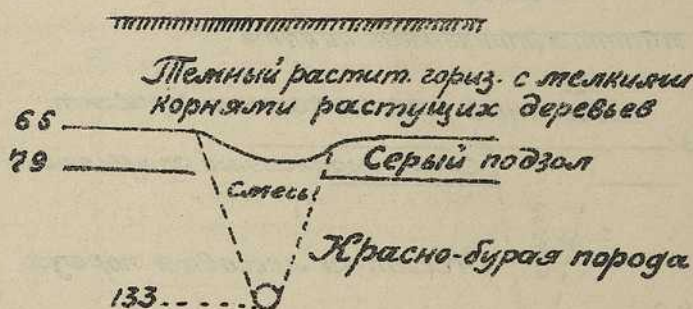 Темный растит. гориз. с мелкими
корнями растущих деревьев
65
79
Серый подзол
смесь
Красно-бурая порода
133